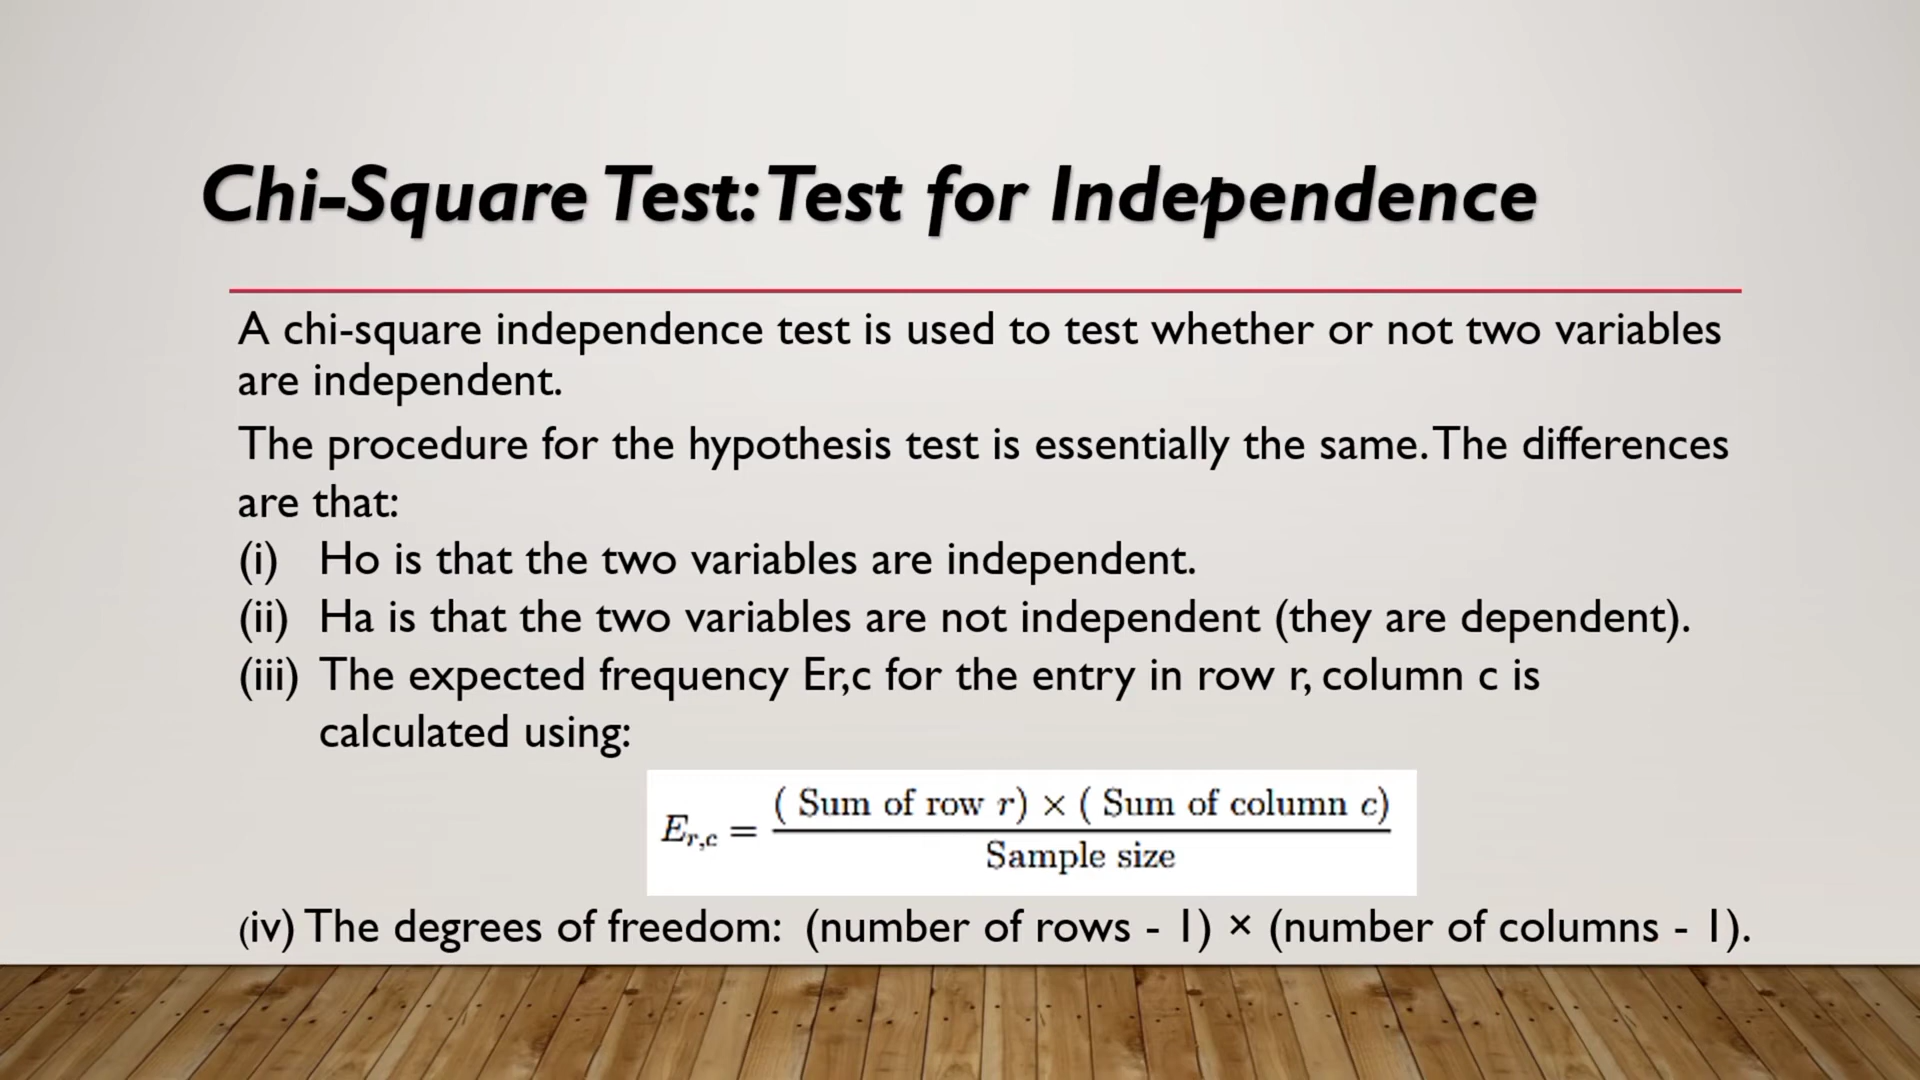 Chi-Square Test: Test for Independence
A chi-square independence test is used to test whether or not two variables
are independent.
The procedure for the hypothesis test is essentially the same. The differences
are that:
(i) Ho is that the two variables are independent.
(ii) Ha is that the two variables are not independent (they are dependent).
(iii) The expected frequency Er,c for the entry in row r, column c is
calculated using:
E_{r,c} = \frac{( Sum of row r) × ( Sum of column c)}{Sample size}
(iv) The degrees of freedom: (number of rows - 1) × (number of columns - 1).